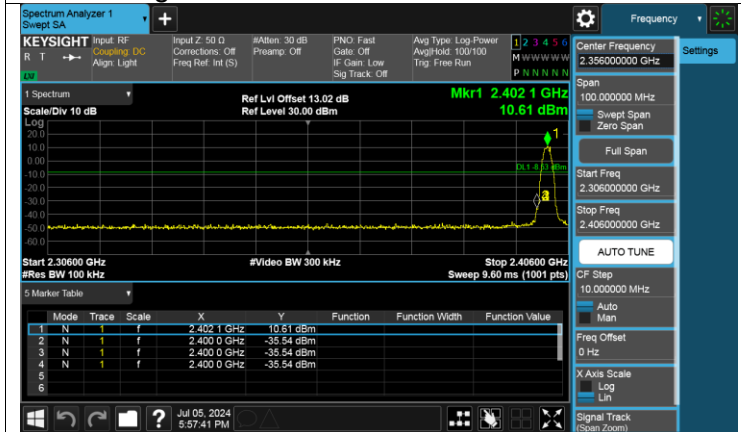 Spectrum Analyzer 1
Swept SA
+
Frequency
KEYSIGHT
R T
LXI
Input: RF
Coupling: DC
Align: Light
Input Z: 50 Ω
Corrections: Off
Freq Ref: Int (S)
#Atten: 30 dB
Preamp: Off
PNO: Fast
Gate: Off
IF Gain: Low
Sig Track: Off
Avg Type: Log-Power
Avg|Hold: 100/100
Trig: Free Run
1 2 3 4 5 6
M W W W W W
P N N N N N
1 Spectrum
Scale/Div 10 dB
Ref Lvl Offset 13.02 dB
Ref Level 30.00 dBm
Mkr1 2.402 1 GHz
10.61 dBm
Log
20.0
10.0
0.00
-10.0
-20.0
-30.0
-40.0
-50.0
-60.0
1
Start 2.30600 GHz
#Res BW 100 kHz
#Video BW 300 kHz
Stop 2.40600 GHz
Sweep 9.60 ms (1001 pts)
5 Marker Table
Mode Trace Scale X Y Function Function Width Function Value
1 N 1 f 2.402 1 GHz 10.61 dBm
2 N 1 f 2.400 0 GHz -35.54 dBm
3 N 1 f 2.400 0 GHz -35.54 dBm
4 N 1 f 2.400 0 GHz -35.54 dBm
5
6
Center Frequency
2.356000000 GHz
Settings
Span
100.000000 MHz
Swept Span
Zero Span
Full Span
Start Freq
2.306000000 GHz
Stop Freq
2.406000000 GHz
AUTO TUNE
CF Step
10.000000 MHz
Auto
Man
Freq Offset
0 Hz
X Axis Scale
Log
Lin
Signal Track
(Span Zoom)
?
Jul 05, 2024
5:57:41 PM